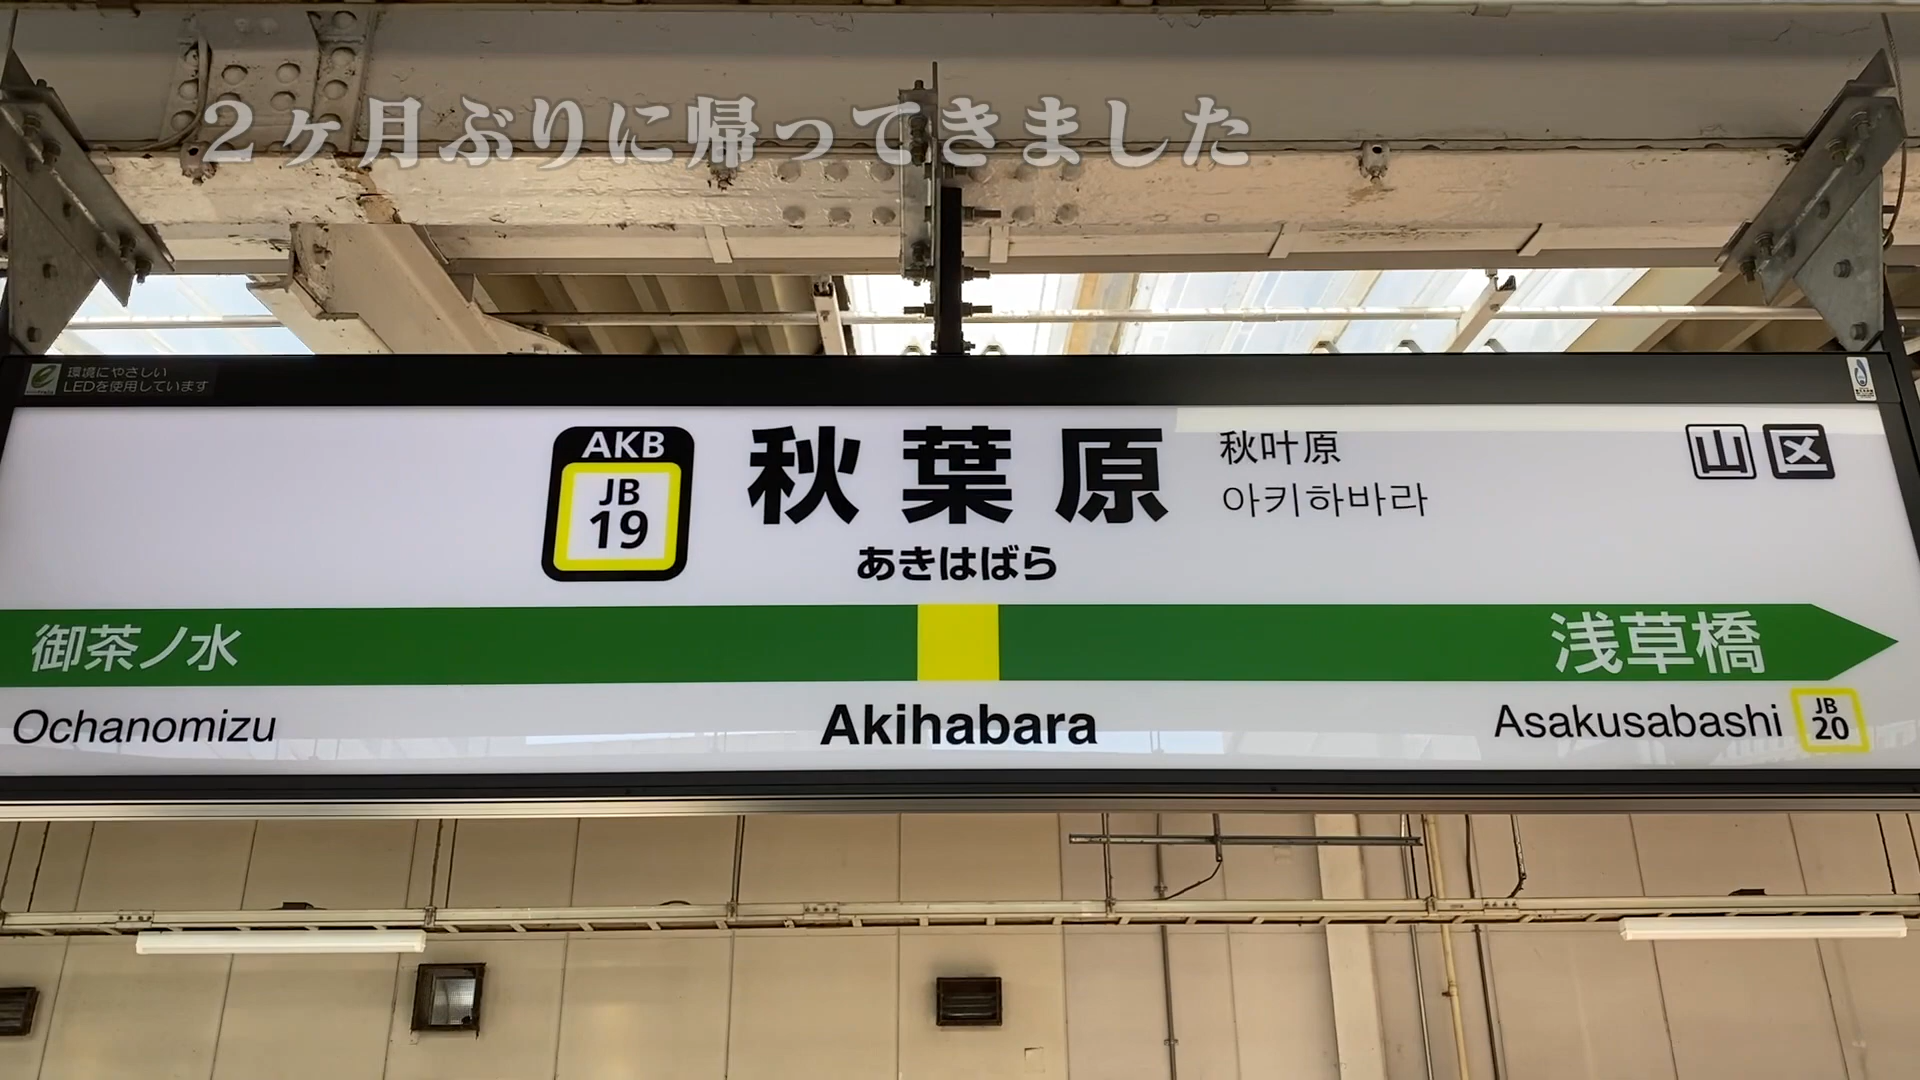 ２ヶ月ぶりに帰ってきました
環境にやさしい
LEDを使用しています
AKB
JB
19
秋葉原
秋叶原
아키하바라
山 区
あきはばら
御茶ノ水
浅草橋
Ochanomizu
Akihabara
Asakusabashi
JB
20